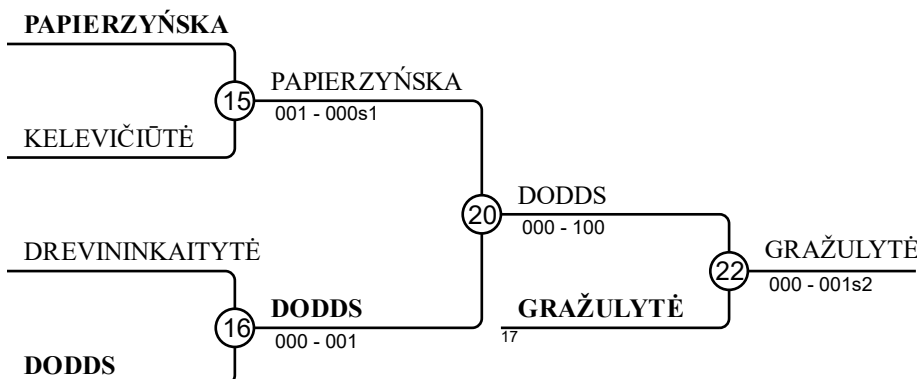 PAPIERZYŃSKA
15
PAPIERZYŃSKA
001 - 000s1
KELEVIČIŪTĖ
20
DODDS
000 - 100
DREVININKAITYTĖ
22
GRAŽULYTĖ
000 - 001s2
16
DODDS
000 - 001
GRAŽULYTĖ
17
DODDS